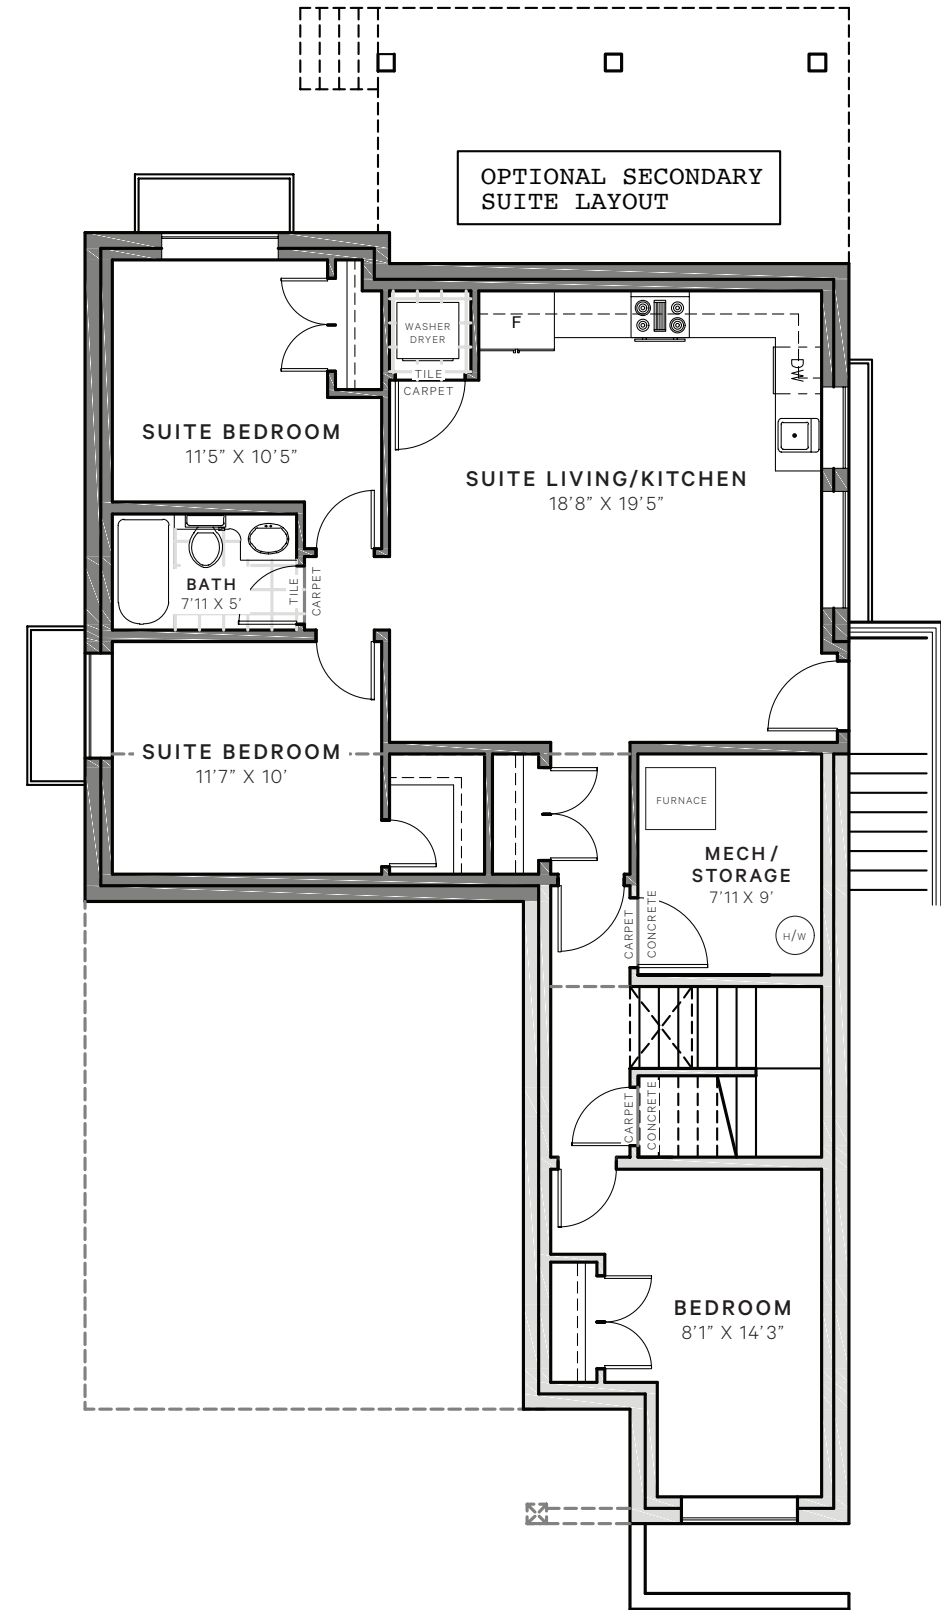 OPTIONAL SECONDARY
SUITE LAYOUT
WASHER
DRYER
TILE
CARPET
F
DW
SUITE BEDROOM
11'5" X 10'5"
SUITE LIVING/KITCHEN
18'8" X 19'5"
BATH
7'11 X 5'
TILE
CARPET
SUITE BEDROOM
11'7" X 10'
FURNACE
MECH/
STORAGE
7'11 X 9'
H/W
CARPET
CONCRETE
CARPET
CONCRETE
BEDROOM
8'1" X 14'3"